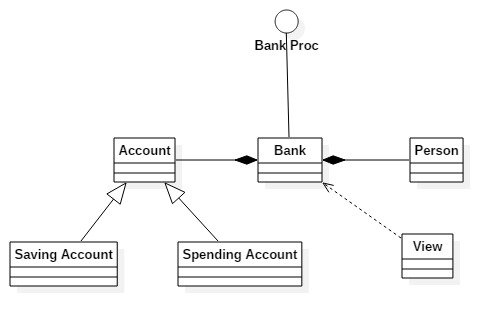 Bank Proc
Account
Bank
Person
View
Saving Account
Spending Account